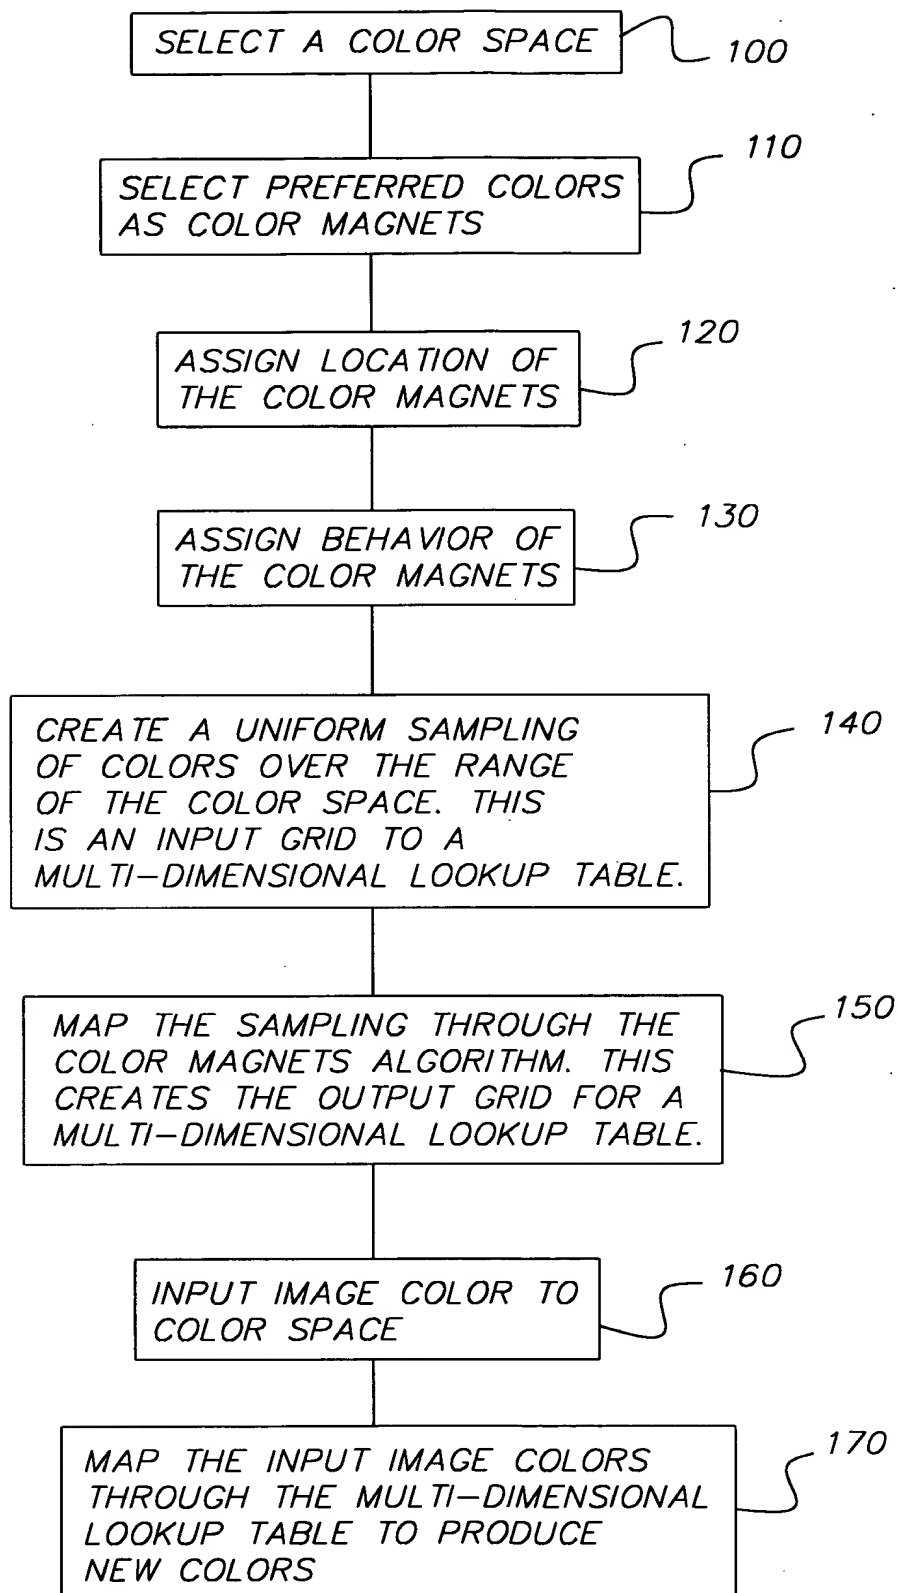 SELECT A COLOR SPACE
100
110
SELECT PREFERRED COLORS
AS COLOR MAGNETS
120
ASSIGN LOCATION OF
THE COLOR MAGNETS
130
ASSIGN BEHAVIOR OF
THE COLOR MAGNETS
140
CREATE A UNIFORM SAMPLING
OF COLORS OVER THE RANGE
OF THE COLOR SPACE. THIS
IS AN INPUT GRID TO A
MULTI-DIMENSIONAL LOOKUP TABLE.
150
MAP THE SAMPLING THROUGH THE
COLOR MAGNETS ALGORITHM. THIS
CREATES THE OUTPUT GRID FOR A
MULTI-DIMENSIONAL LOOKUP TABLE.
160
INPUT IMAGE COLOR TO
COLOR SPACE
170
MAP THE INPUT IMAGE COLORS
THROUGH THE MULTI-DIMENSIONAL
LOOKUP TABLE TO PRODUCE
NEW COLORS